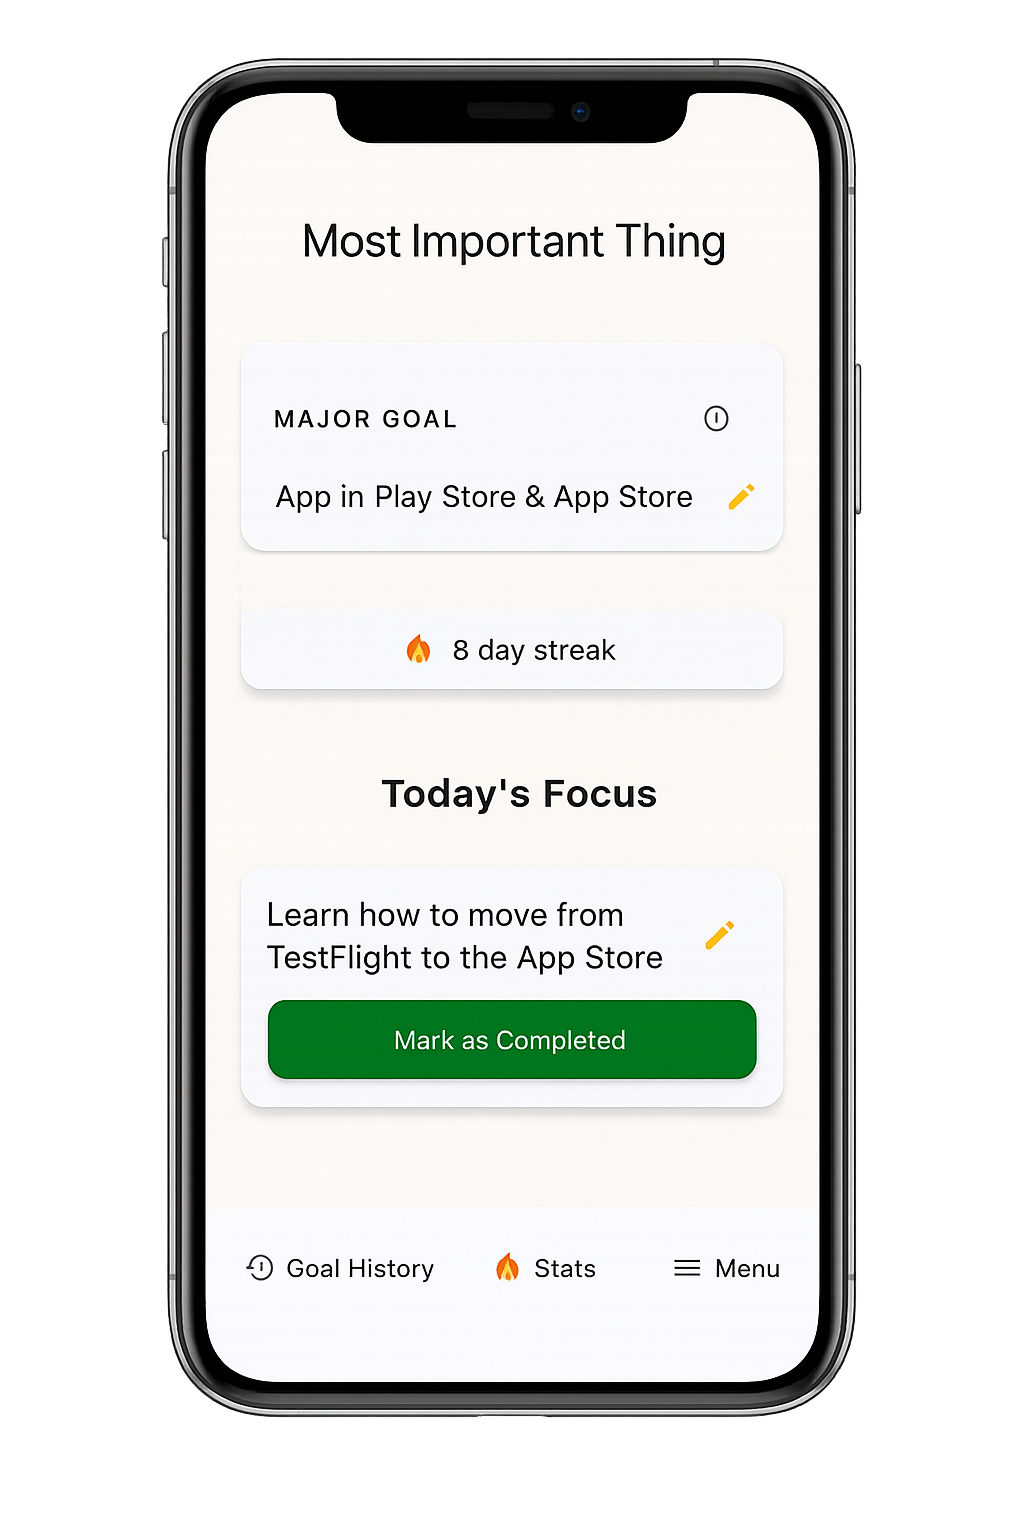 Most Important Thing
MAJOR GOAL
App in Play Store & App Store
8 day streak
Today's Focus
Learn how to move from
TestFlight to the App Store
Mark as Completed
Goal History
Stats
Menu